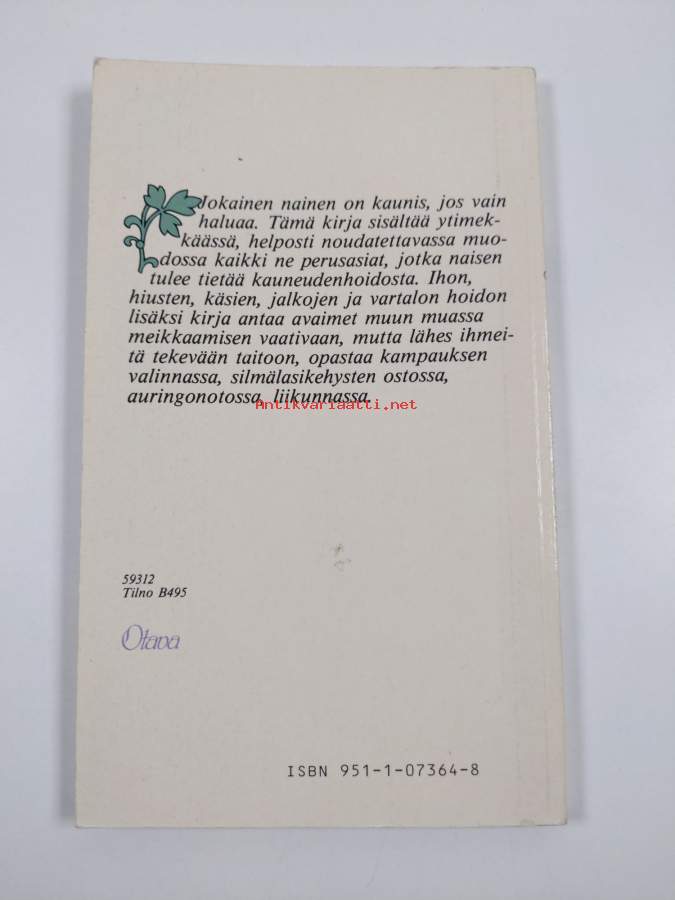 Jokainen nainen on kaunis, jos vain
haluaa. Tämä kirja sisältää ytimek-
käässä, helposti noudatettavassa muo-
dossa kaikki ne perusasiat, jotka naisen
tulee tietää kauneudenhoidosta. Ihon,
hiusten, käsien, jalkojen ja vartalon hoidon
lisäksi kirja antaa avaimet muun muassa
meikkaamisen vaativaan, mutta lähes ihmei-
tä tekevään taitoon, opastaa kampauksen
valinnassa, silmälasikehysten ostossa,
auringonotossa, liikunnassa.
Antikvariaatti.net
59312
Tilno B495
Otava
ISBN 951-1-07364-8